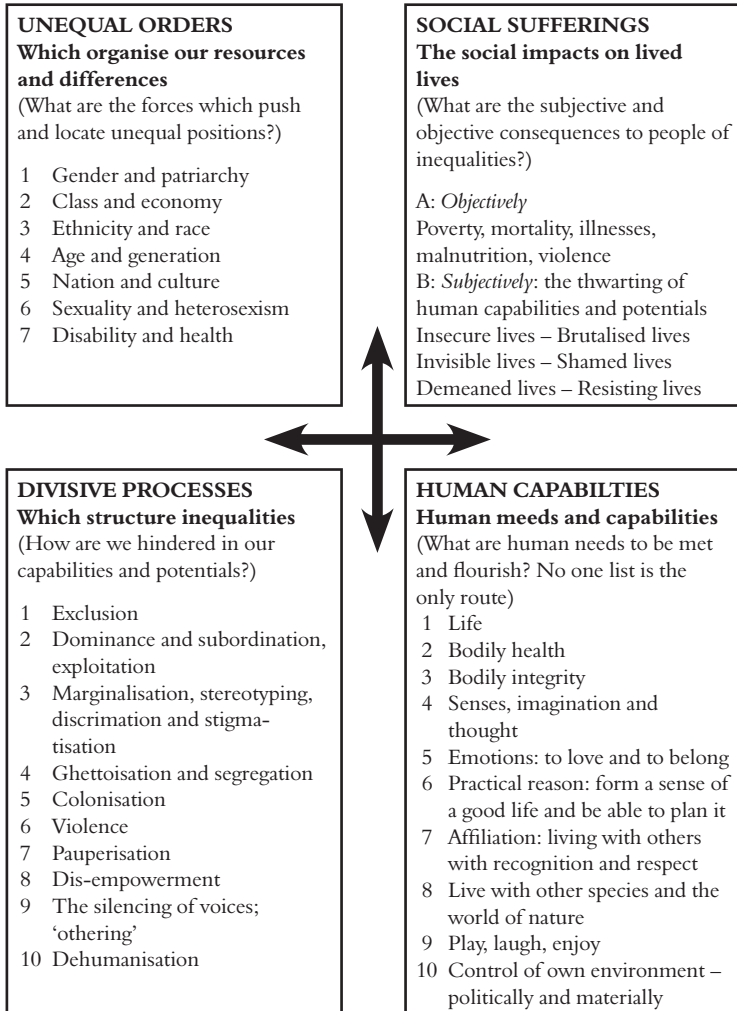 UNEQUAL ORDERS
Which organise our resources
and differences
(What are the forces which push
and locate unequal positions?)
1 Gender and patriarchy
2 Class and economy
3 Ethnicity and race
4 Age and generation
5 Nation and culture
6 Sexuality and heterosexism
7 Disability and health
SOCIAL SUFFERINGS
The social impacts on lived
lives
(What are the subjective and
objective consequences to people of
inequalities?)
A: Objectively
Poverty, mortality, illnesses,
malnutrition, violence
B: Subjectively: the thwarting of
human capabilities and potentials
Insecure lives – Brutalised lives
Invisible lives – Shamed lives
Demeaned lives – Resisting lives
DIVISIVE PROCESSES
Which structure inequalities
(How are we hindered in our
capabilities and potentials?)
1 Exclusion
2 Dominance and subordination,
exploitation
3 Marginalisation, stereotyping,
discrimation and stigma-
tisation
4 Ghettoisation and segregation
5 Colonisation
6 Violence
7 Pauperisation
8 Dis-empowerment
9 The silencing of voices;
‘othering’
10 Dehumanisation
HUMAN CAPABILTIES
Human needs and capabilities
(What are human needs to be met
and flourish? No one list is the
only route)
1 Life
2 Bodily health
3 Bodily integrity
4 Senses, imagination and
thought
5 Emotions: to love and to belong
6 Practical reason: form a sense of
a good life and be able to plan it
7 Affiliation: living with others
with recognition and respect
8 Live with other species and the
world of nature
9 Play, laugh, enjoy
10 Control of own environment –
politically and materially